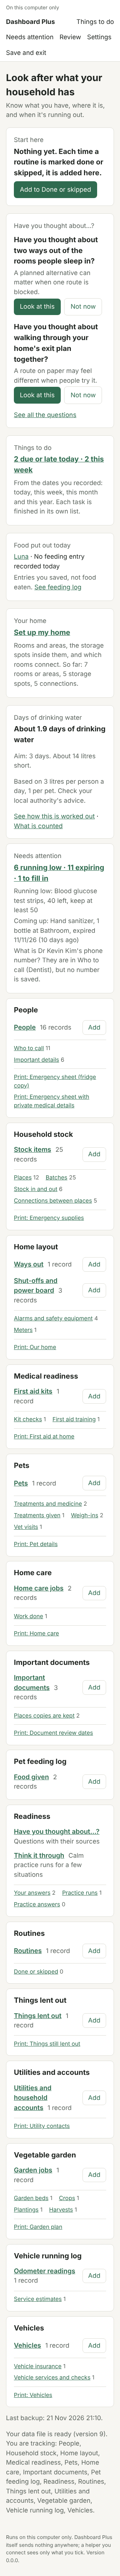 On this computer only
Dashboard Plus
Things to do
Needs attention
Review
Settings
Save and exit
Look after what your
household has
Know what you have, where it is,
and when it's running out.
Start here
Nothing yet. Each time a
routine is marked done or
skipped, it is added here.
Add to Done or skipped
Have you thought about...?
Have you thought about
two ways out of the
rooms people sleep in?
A planned alternative can
matter when one route is
blocked.
Look at this
Not now
Have you thought about
walking through your
home's exit plan
together?
A route on paper may feel
different when people try it.
Look at this
Not now
See all the questions
Things to do
2 due or late today · 2 this
week
From the dates you recorded:
today, this week, this month
and this year. Each task is
finished in its own list.
Food put out today
Luna · No feeding entry
recorded today
Entries you saved, not food
eaten. See feeding log
Your home
Set up my home
Rooms and areas, the storage
spots inside them, and which
rooms connect. So far: 7
rooms or areas, 5 storage
spots, 5 connections.
Days of drinking water
About 1.9 days of drinking
water
Aim: 3 days. About 14 litres
short.
Based on 3 litres per person a
day, 1 per pet. Check your
local authority's advice.
See how this is worked out ·
What is counted
Needs attention
6 running low · 11 expiring
· 1 to fill in
Running low: Blood glucose
test strips, 40 left, keep at
least 50
Coming up: Hand sanitizer, 1
bottle at Bathroom, expired
11/11/26 (10 days ago)
What is Dr Kevin Kim's phone
number? They are in Who to
call (Dentist), but no number
is saved.
People
People 16 records
Add
Who to call 11
Important details 6
Print: Emergency sheet (fridge
copy)
Print: Emergency sheet with
private medical details
Household stock
Stock items 25
records
Add
Places 12 Batches 25
Stock in and out 6
Connections between places 5
Print: Emergency supplies
Home layout
Ways out 1 record
Add
Shut-offs and
power board 3
records
Add
Alarms and safety equipment 4
Meters 1
Print: Our home
Medical readiness
First aid kits 1
record
Add
Kit checks 1 First aid training 1
Print: First aid at home
Pets
Pets 1 record
Add
Treatments and medicine 2
Treatments given 1 Weigh-ins 2
Vet visits 1
Print: Pet details
Home care
Home care jobs 2
records
Add
Work done 1
Print: Home care
Important documents
Important
documents 3
records
Add
Places copies are kept 2
Print: Document review dates
Pet feeding log
Food given 2
records
Add
Readiness
Have you thought about...?
Questions with their sources
Think it through Calm
practice runs for a few
situations
Your answers 2 Practice runs 1
Practice answers 0
Routines
Routines 1 record
Add
Done or skipped 0
Things lent out
Things lent out 1
record
Add
Print: Things still lent out
Utilities and accounts
Utilities and
household
accounts 1 record
Add
Print: Utility contacts
Vegetable garden
Garden jobs 1
record
Add
Garden beds 1 Crops 1
Plantings 1 Harvests 1
Print: Garden plan
Vehicle running log
Odometer readings
1 record
Add
Service estimates 1
Vehicles
Vehicles 1 record
Add
Vehicle insurance 1
Vehicle services and checks 1
Print: Vehicles
Last backup: 21 Nov 2026 21:10.
Your data file is ready (version 9).
You are tracking: People,
Household stock, Home layout,
Medical readiness, Pets, Home
care, Important documents, Pet
feeding log, Readiness, Routines,
Things lent out, Utilities and
accounts, Vegetable garden,
Vehicle running log, Vehicles.
Runs on this computer only. Dashboard Plus
itself sends nothing anywhere; a helper you
connect sees only what you tick. Version
0.0.0.